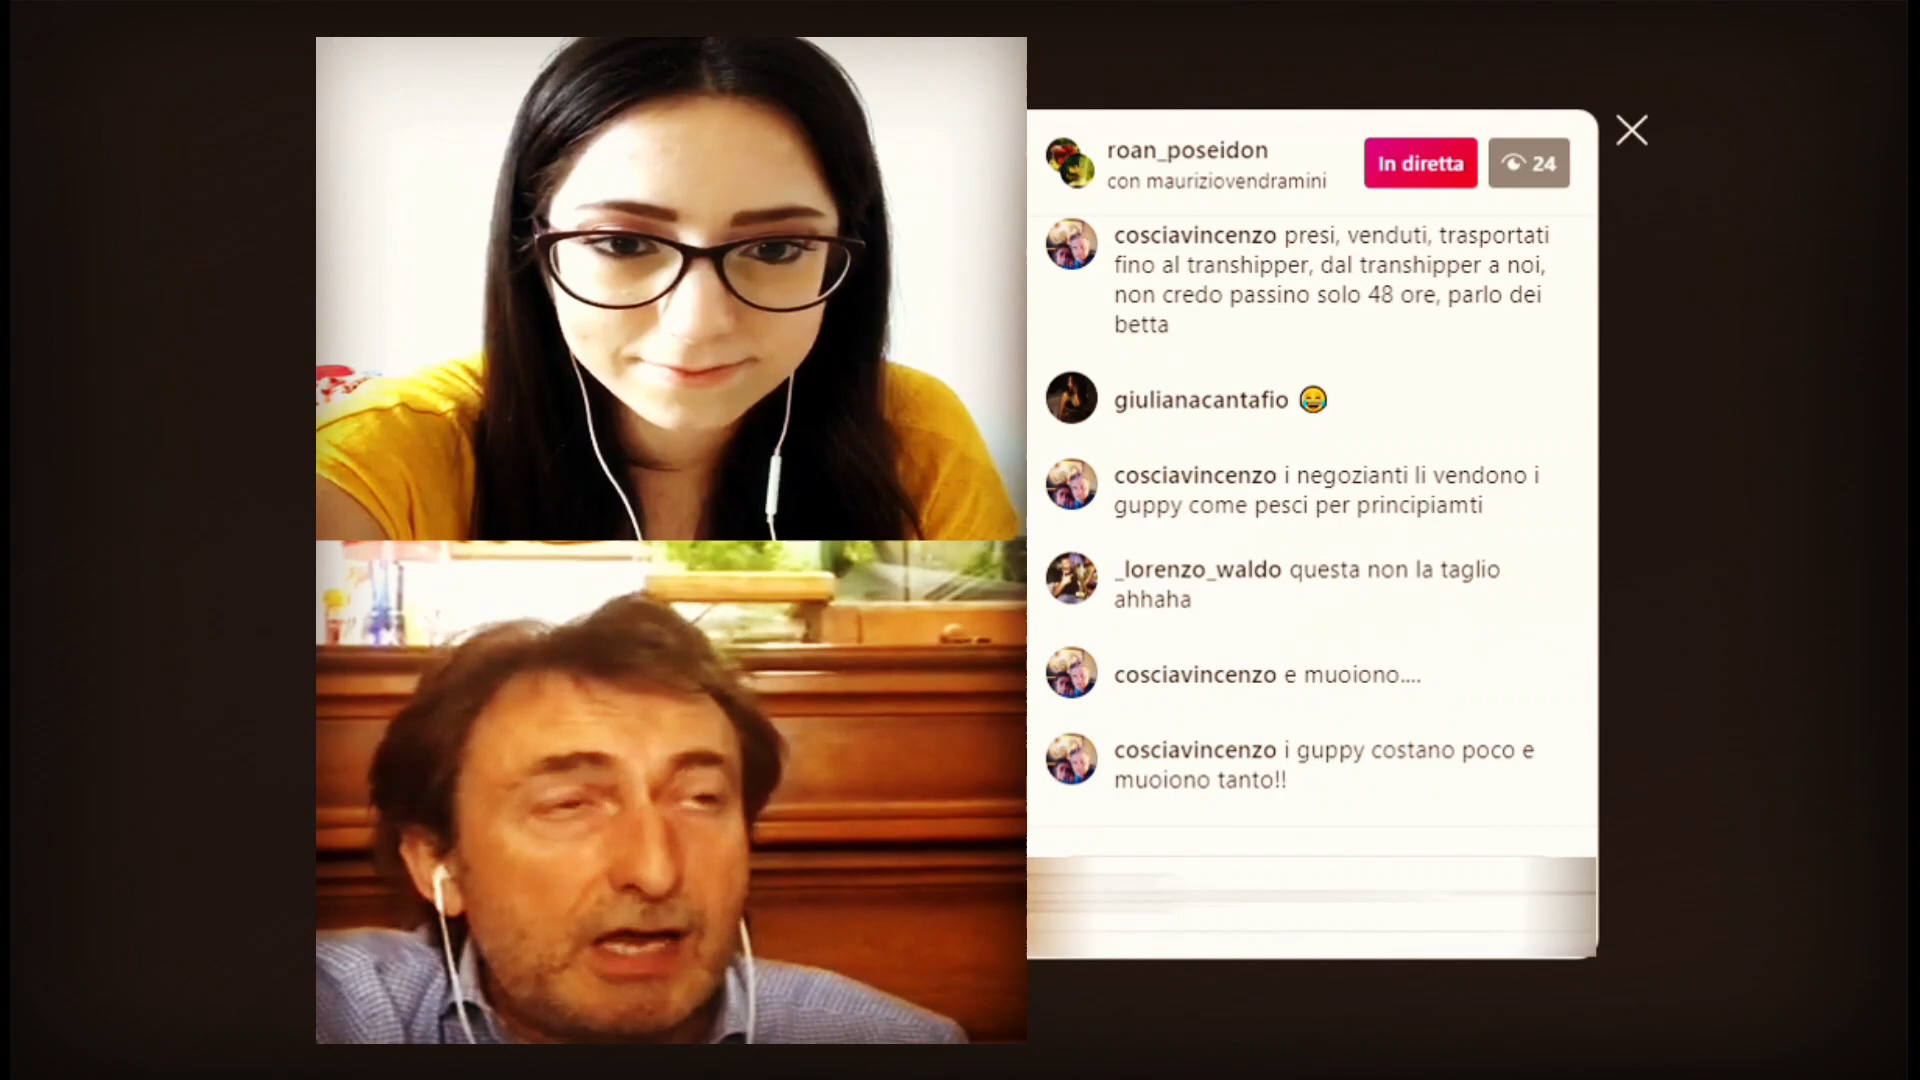 roan_poseidon
con mauriziovendramini
In diretta
24
cosciavincenzo presi, venduti, trasportati
fino al transhipper, dal transhipper a noi,
non credo passino solo 48 ore, parlo dei
betta
giulianacantafio 😂
cosciavincenzo i negozianti li vendono i
guppy come pesci per principiamti
_lorenzo_waldo questa non la taglio
ahhaha
cosciavincenzo e muoiono....
cosciavincenzo i guppy costano poco e
muoiono tanto!!